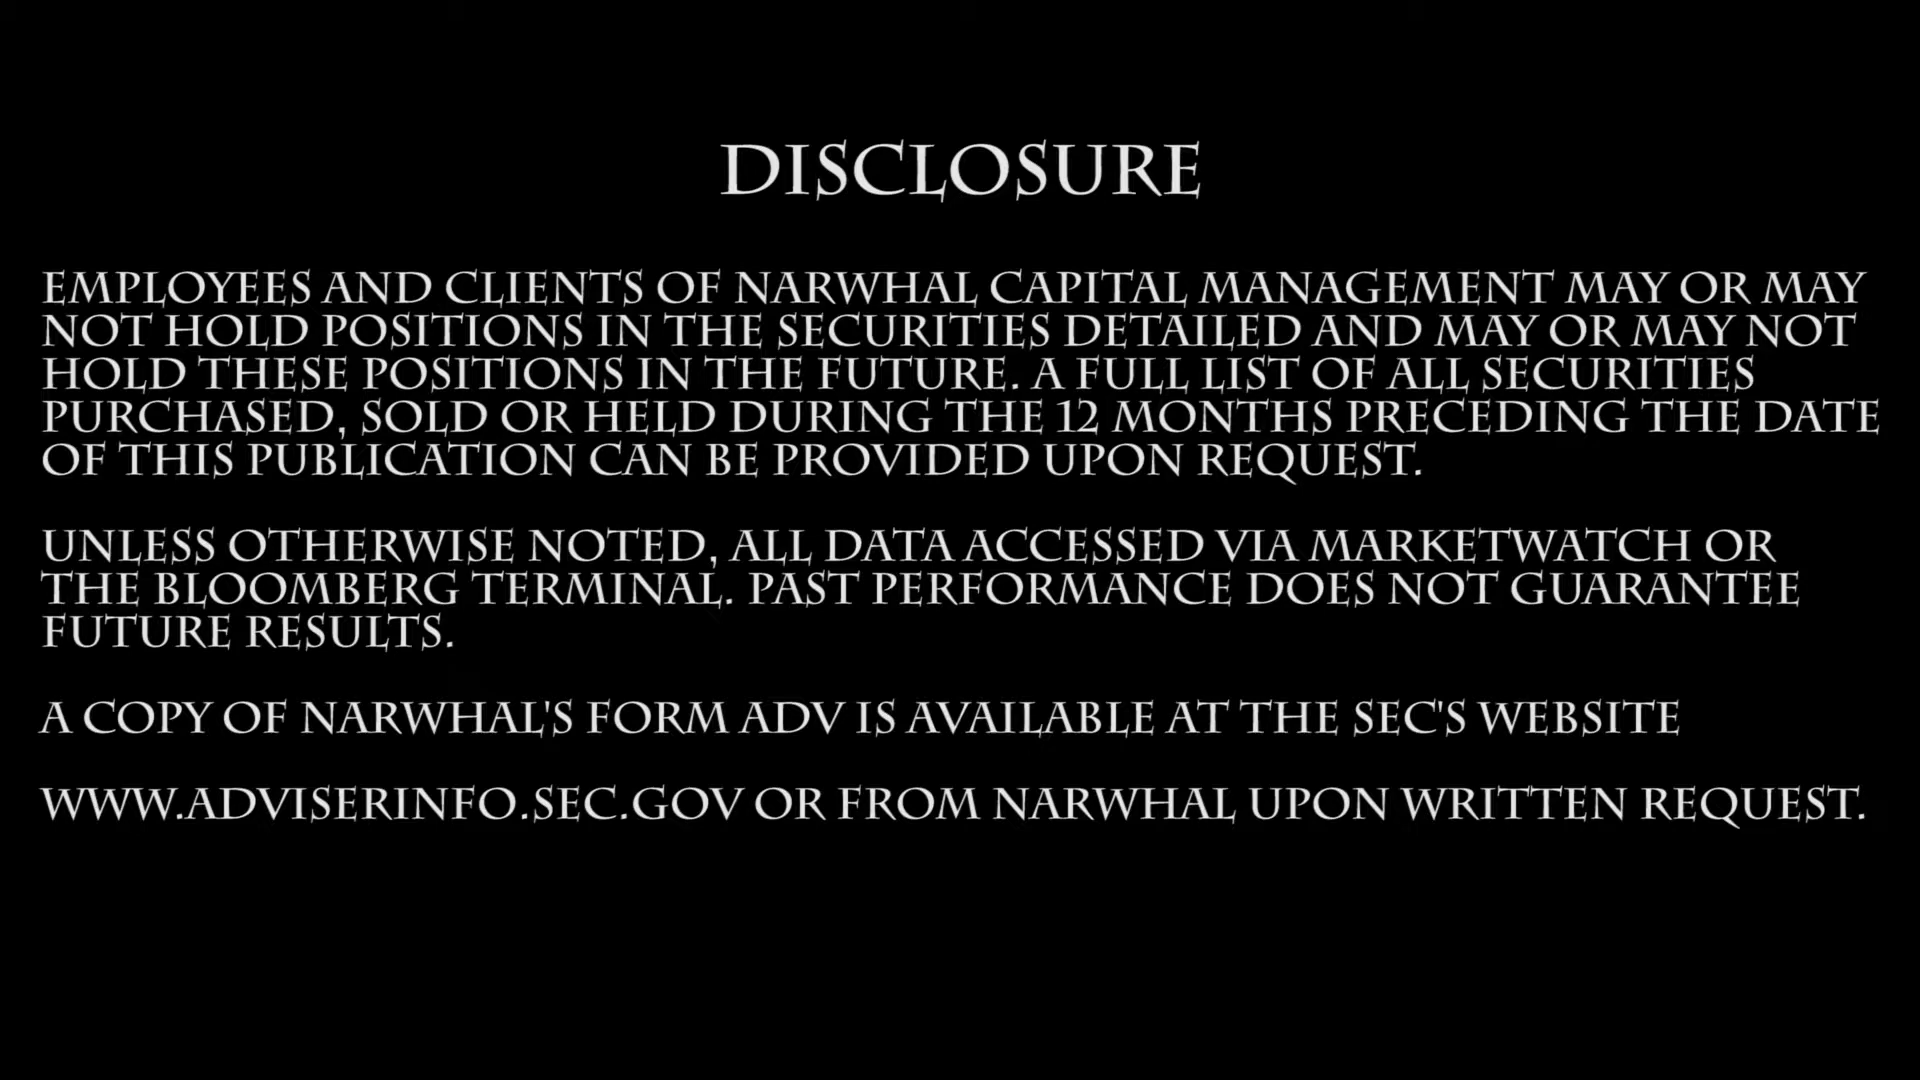 DISCLOSURE
EMPLOYEES AND CLIENTS OF NARWHAL CAPITAL MANAGEMENT MAY OR MAY
NOT HOLD POSITIONS IN THE SECURITIES DETAILED AND MAY OR MAY NOT
HOLD THESE POSITIONS IN THE FUTURE. A FULL LIST OF ALL SECURITIES
PURCHASED, SOLD OR HELD DURING THE 12 MONTHS PRECEDING THE DATE
OF THIS PUBLICATION CAN BE PROVIDED UPON REQUEST.
UNLESS OTHERWISE NOTED, ALL DATA ACCESSED VIA MARKETWATCH OR
THE BLOOMBERG TERMINAL. PAST PERFORMANCE DOES NOT GUARANTEE
FUTURE RESULTS.
A COPY OF NARWHAL'S FORM ADV IS AVAILABLE AT THE SEC'S WEBSITE
WWW.ADVISERINFO.SEC.GOV OR FROM NARWHAL UPON WRITTEN REQUEST.